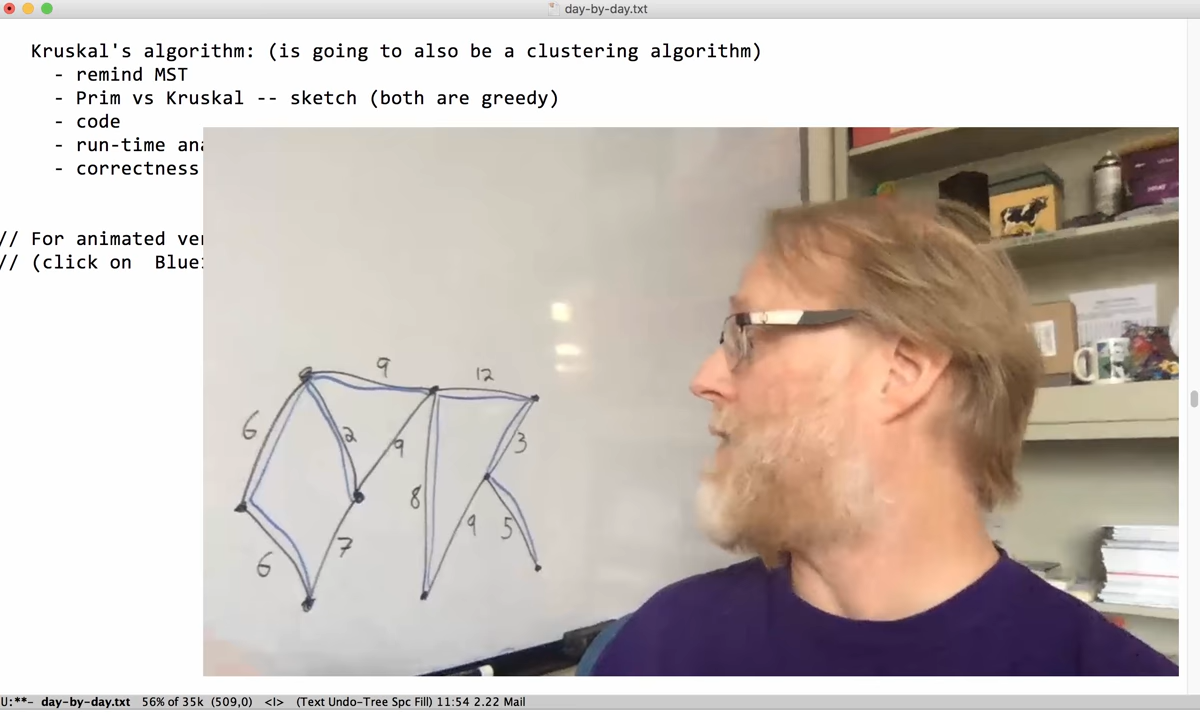 day-by-day.txt
Kruskal's algorithm: (is going to also be a clustering algorithm)
- remind MST
- Prim vs Kruskal -- sketch (both are greedy)
- code
- run-time ana
- correctness
// For animated ver
// (click on Blue
9
12
6
2
9
3
8
9
5
7
6
U:**- day-by-day.txt 56% of 35k (509,0) <I> (Text Undo-Tree Spc Fill) 11:54 2.22 Mail